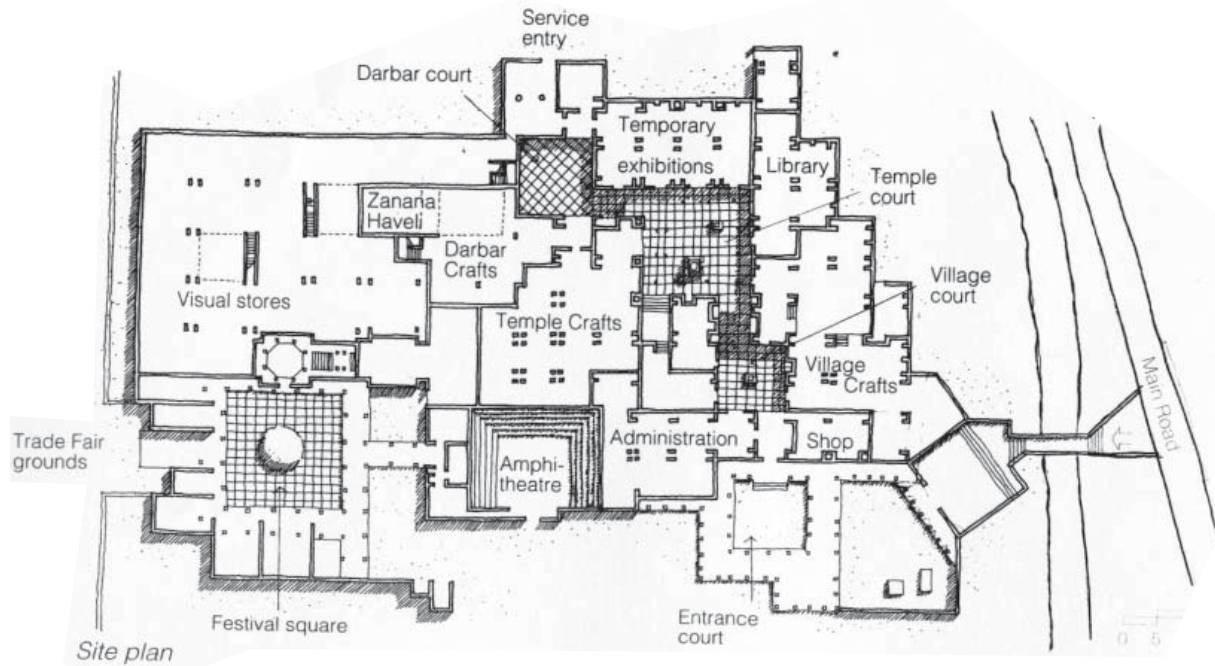 Service
entry
Darbar court
Temporary
exhibitions
Library
Temple
court
Zanana
Haveli
Darbar
Crafts
Village
court
Visual stores
Temple Crafts
Village
Crafts
Main Road
Trade Fair
grounds
Amphi-
theatre
Administration
Shop
Festival square
Entrance
court
0 5
Site plan